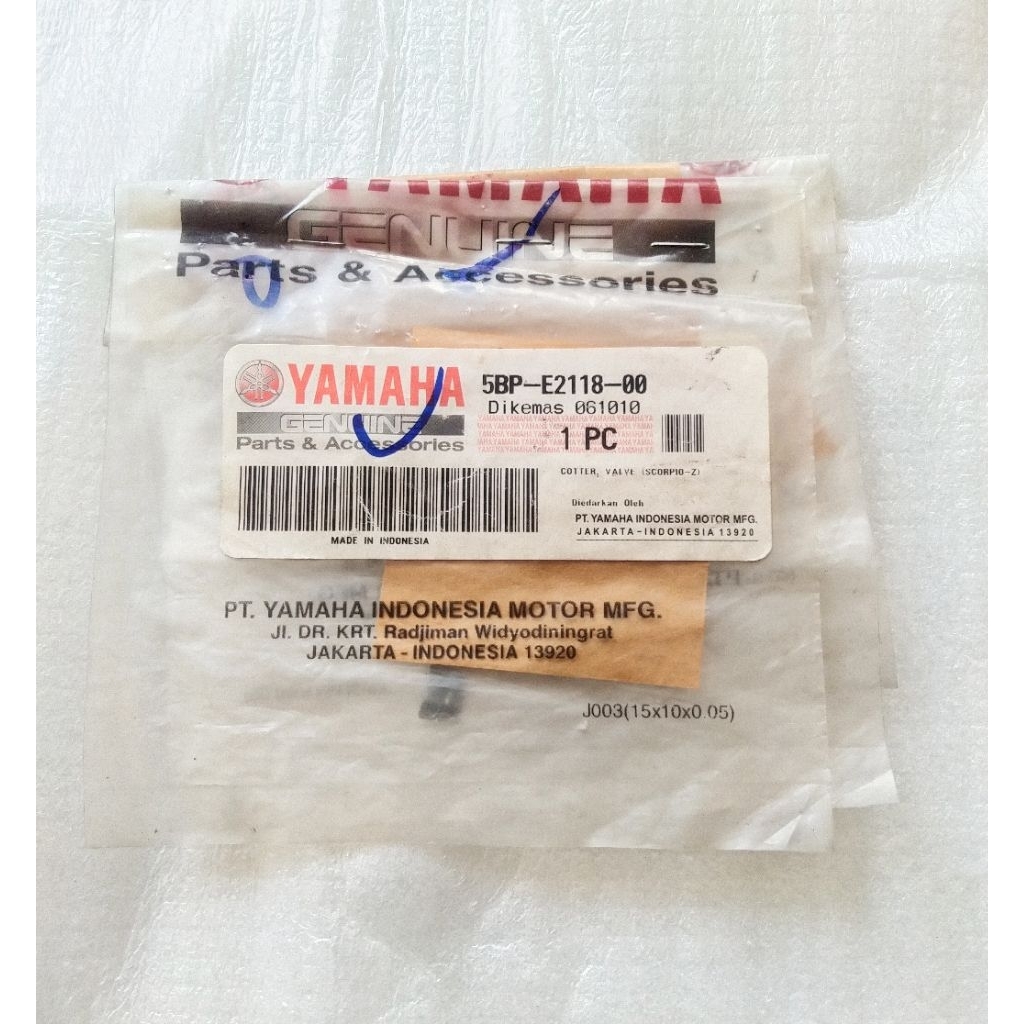 YAMAHA
GENUINE
Parts & Accessories
YAMAHA
GENUINE
Parts & Accessories
5BP-E2118-00
Dikemas 061010
1 PC
COTTER, VALVE (SCORPIO-Z)
Diedarkan Oleh
PT. YAMAHA INDONESIA MOTOR MFG.
JAKARTA-INDONESIA 13920
MADE IN INDONESIA
PT. YAMAHA INDONESIA MOTOR MFG.
Jl. DR. KRT. Radjiman Widyodiningrat
JAKARTA - INDONESIA 13920
J003(15x10x0.05)